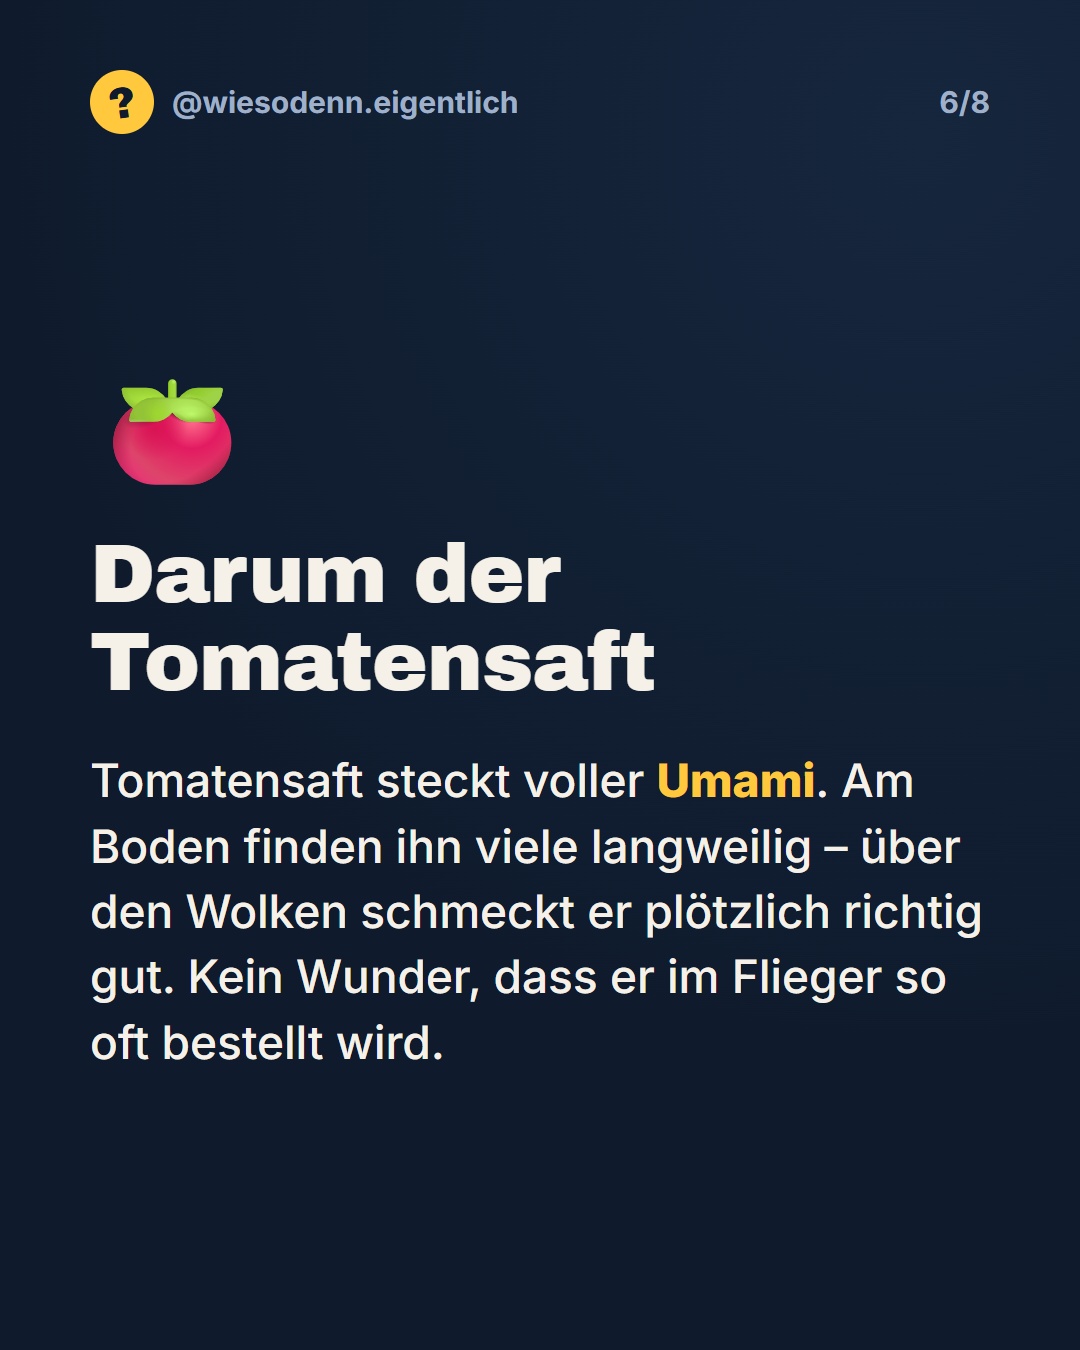 ?
@wiesodenn.eigentlich
6/8
Darum der
Tomatensaft
Tomatensaft steckt voller Umami. Am
Boden finden ihn viele langweilig – über
den Wolken schmeckt er plötzlich richtig
gut. Kein Wunder, dass er im Flieger so
oft bestellt wird.